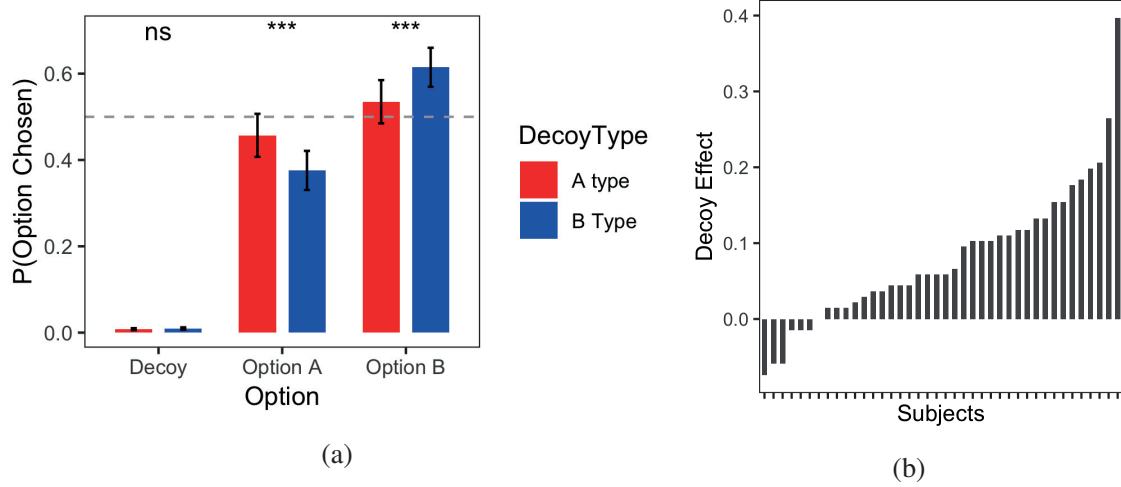 ns
***
***
P(Option Chosen)
0.6
0.4
0.2
0.0
Decoy
Option A
Option B
Option
DecoyType
A type
B Type
(a)
Decoy Effect
0.4
0.3
0.2
0.1
0.0
Subjects
(b)